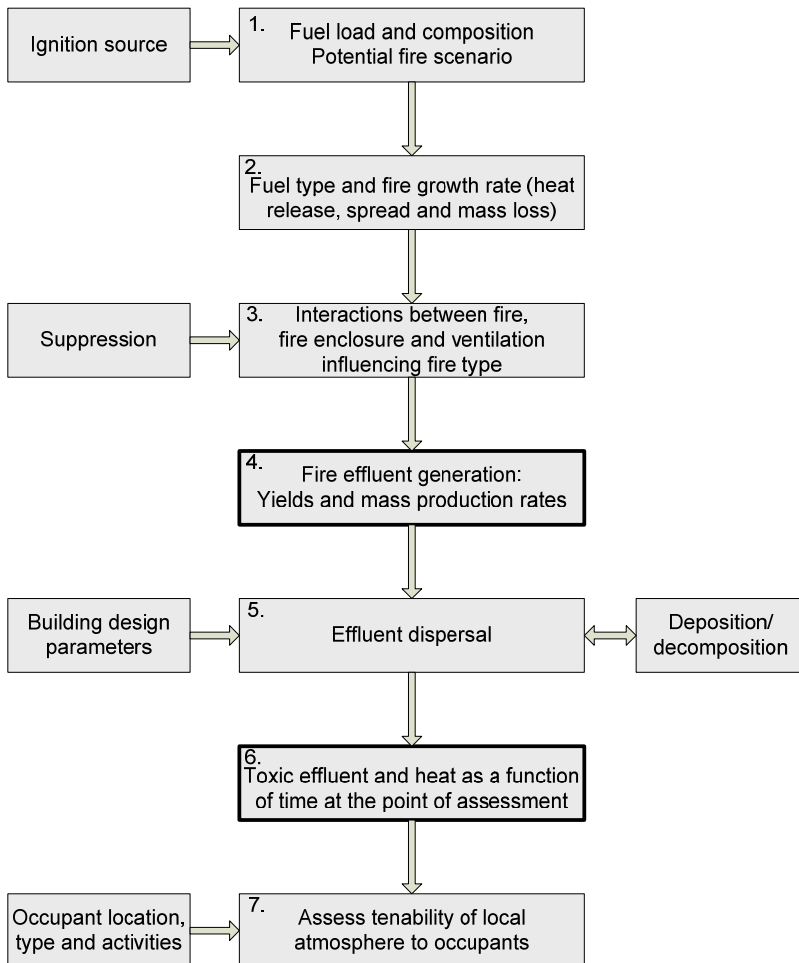 Ignition source
1.
Fuel load and composition
Potential fire scenario
2.
Fuel type and fire growth rate (heat
release, spread and mass loss)
Suppression
3.
Interactions between fire,
fire enclosure and ventilation
influencing fire type
4.
Fire effluent generation:
Yields and mass production rates
Building design
parameters
5.
Effluent dispersal
Deposition/
decomposition
6.
Toxic effluent and heat as a function
of time at the point of assessment
Occupant location,
type and activities
7.
Assess tenability of local
atmosphere to occupants